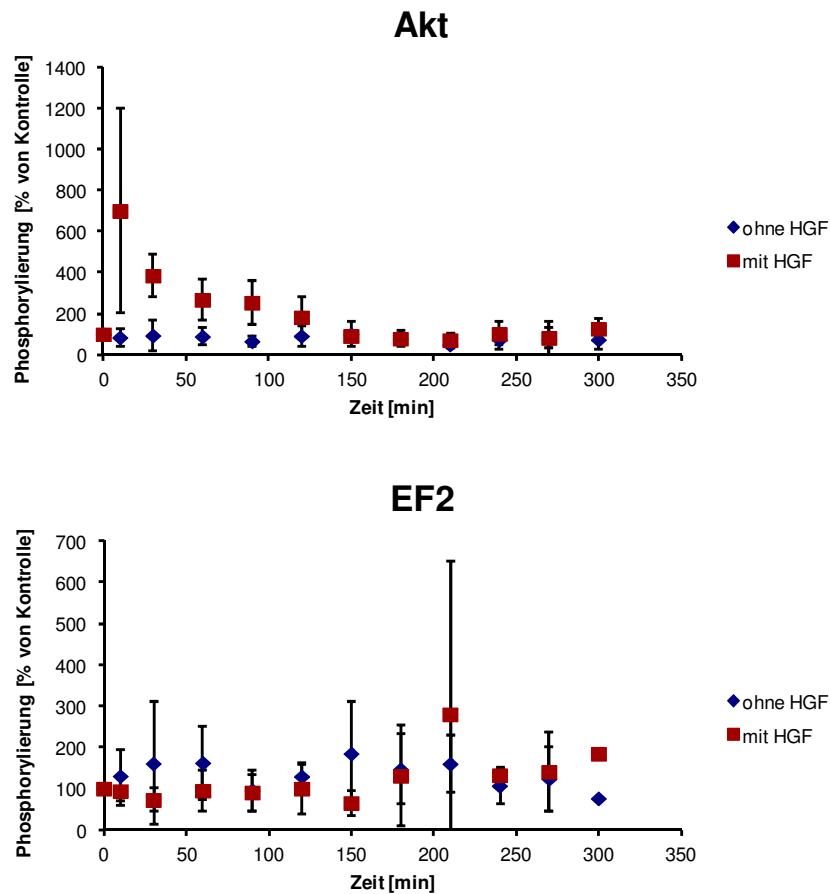 Akt
Phosphorylierung [% von Kontrolle]
1400
1200
1000
800
600
400
200
0
0 50 100 150 200 250 300 350
Zeit [min]
ohne HGF
mit HGF
EF2
Phosphorylierung [% von Kontrolle]
700
600
500
400
300
200
100
0
0 50 100 150 200 250 300 350
Zeit [min]
ohne HGF
mit HGF